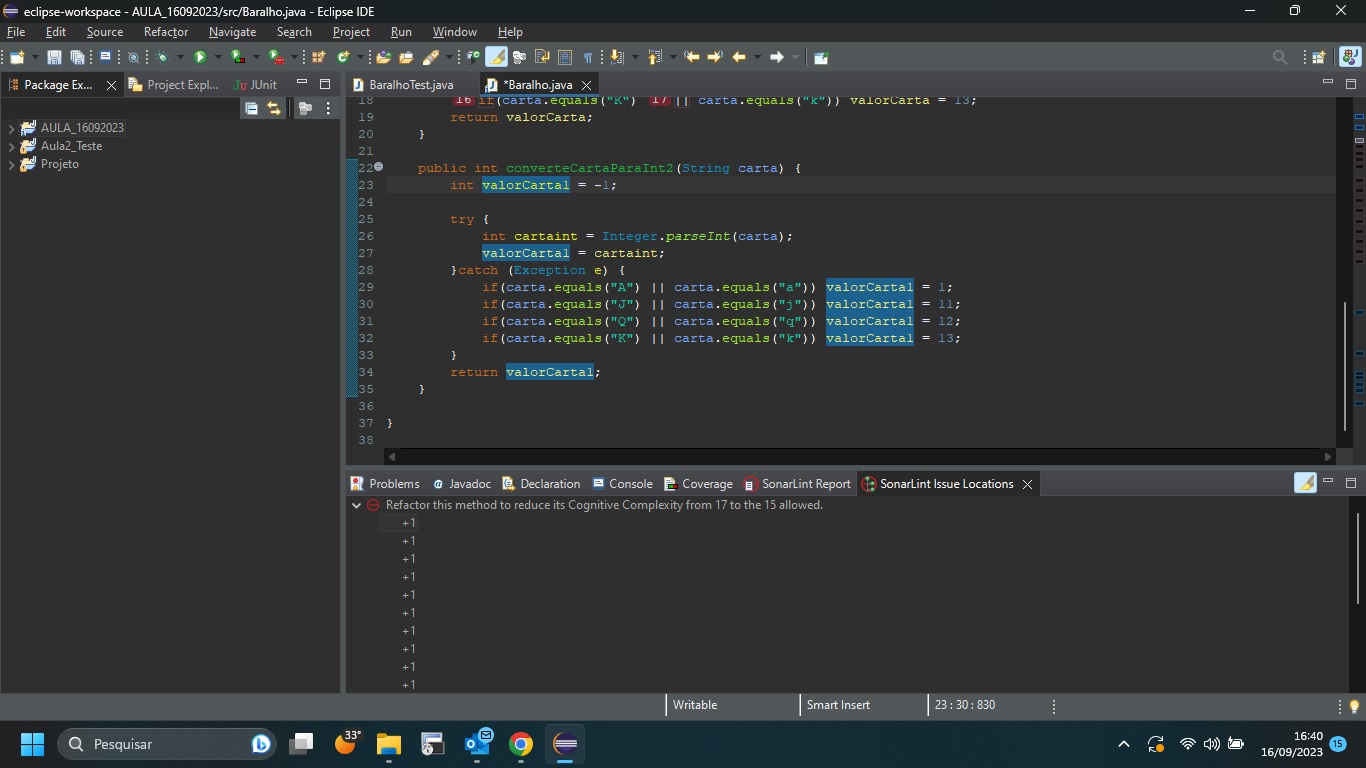 eclipse-workspace - AULA_16092023/src/Baralho.java - Eclipse IDE
File Edit Source Refactor Navigate Search Project Run Window Help
Package Ex... Project Expl... JUnit
BaralhoTest.java *Baralho.java
AULA_16092023
Aula2_Teste
Projeto
18 16 if(carta.equals("K") 17 || carta.equals("k")) valorCarta = 13;
19 return valorCarta;
20 }
21
22 public int converteCartaParaInt2(String carta) {
23 int valorCarta1 = -1;
24
25 try {
26 int cartaint = Integer.parseInt(carta);
27 valorCarta1 = cartaint;
28 }catch (Exception e) {
29 if(carta.equals("A") || carta.equals("a")) valorCarta1 = 1;
30 if(carta.equals("J") || carta.equals("j")) valorCarta1 = 11;
31 if(carta.equals("Q") || carta.equals("q")) valorCarta1 = 12;
32 if(carta.equals("K") || carta.equals("k")) valorCarta1 = 13;
33 }
34 return valorCarta1;
35 }
36
37 }
38
Problems Javadoc Declaration Console Coverage SonarLint Report SonarLint Issue Locations
Refactor this method to reduce its Cognitive Complexity from 17 to the 15 allowed.
+1
+1
+1
+1
+1
+1
+1
+1
+1
+1
Writable Smart Insert 23 : 30 : 830
Pesquisar 33° 16:40
16/09/2023 15